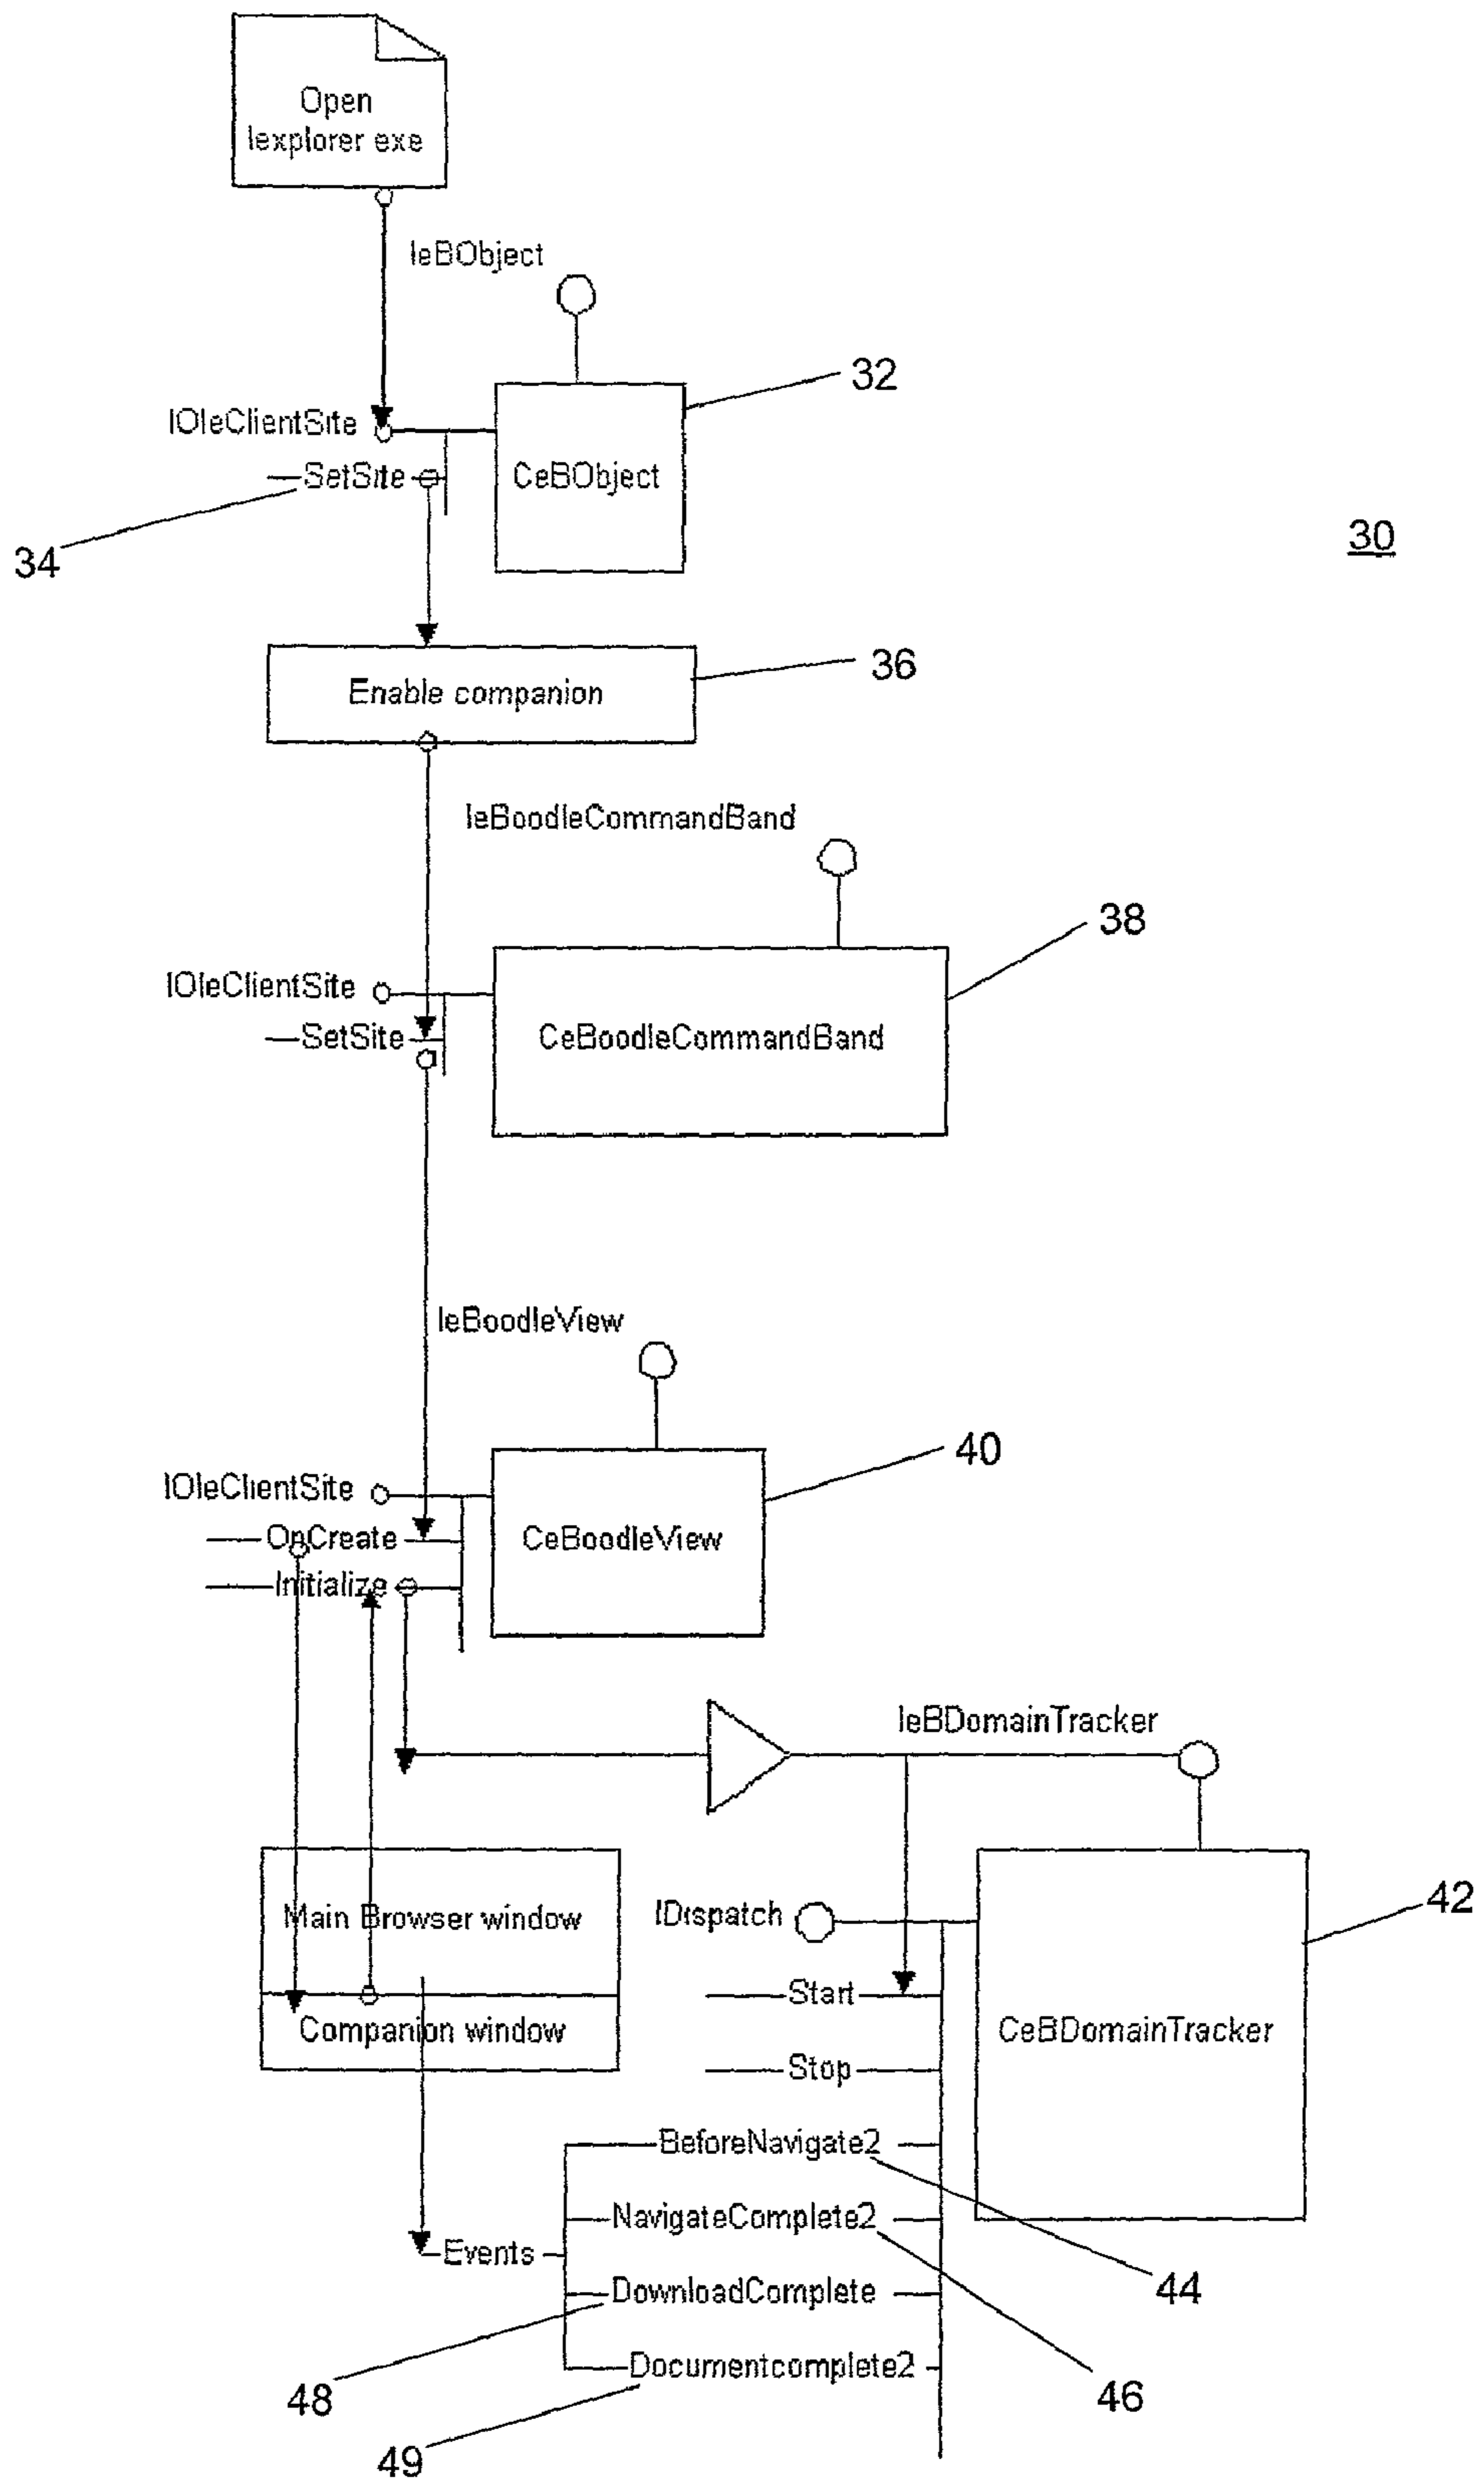 Open
Iexplorer exe
IeBObject
32
IOleClientSite
SetSite
CeBObject
34
30
Enable companion
36
IeBoodleCommandBand
38
IOleClientSite
SetSite
CeBoodleCommandBand
IeBoodleView
40
IOleClientSite
OnCreate
Initialize
CeBoodleView
IeBDomainTracker
Main Browser window
Companion window
IDispatch
42
Start
CeBDomainTracker
Stop
BeforeNavigate2
NavigateComplete2
Events
44
DownloadComplete
Documentcomplete2
48
46
49